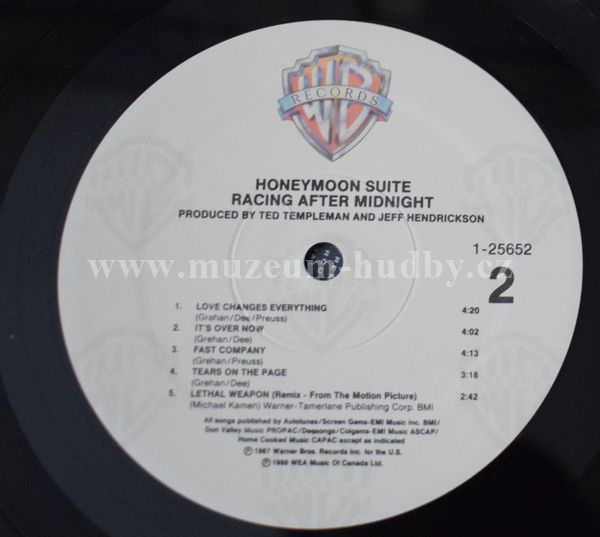 WB
RECORDS
HONEYMOON SUITE
RACING AFTER MIDNIGHT
PRODUCED BY TED TEMPLEMAN AND JEFF HENDRICKSON
1-25652
www.muzeum-hudby.cz
2
1. LOVE CHANGES EVERYTHING 4:20
(Grehan/Dee/Preuss)
2. IT'S OVER NOW 4:02
(Grehan/Dee)
3. FAST COMPANY 4:13
(Grehan/Preuss)
4. TEARS ON THE PAGE 3:18
(Grehan/Dee)
5. LETHAL WEAPON (Remix - From The Motion Picture) 2:42
(Michael Kamen) Warner-Tamerlane Publishing Corp. BMI
All songs published by Autotunes/Screen Gems-EMI Music Inc. BMI/
Don Valley Music PROPAC/Deasongs/Colgems-EMI Music ASCAP/
Home Cooked Music CAPAC except as indicated
℗1987 Warner Bros. Records Inc. for the U.S.
℗1988 WEA Music Of Canada Ltd.